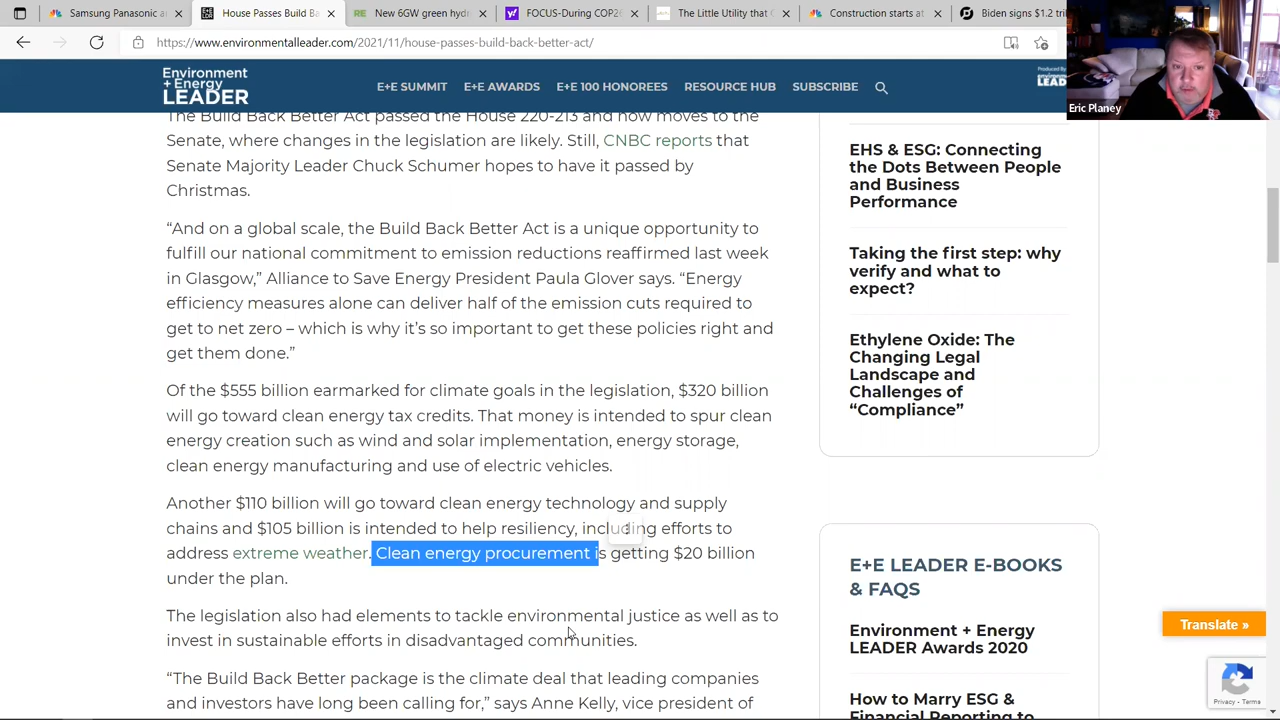 Samsung Panasonic a
House Passes Build Ba
New 6GW green hydr
FOCUS-During COP26
The Little Utility that C
Construction starts at
Biden signs $1.2 tri
https://www.environmentalleader.com/2021/11/house-passes-build-back-better-act/
Environment
+ Energy
LEADER
E+E SUMMIT
E+E AWARDS
E+E 100 HONOREES
RESOURCE HUB
SUBSCRIBE
Produced By
LEAD
Eric Planey
The Build Back Better Act passed the House 220-213 and now moves to the
Senate, where changes in the legislation are likely. Still, CNBC reports that
Senate Majority Leader Chuck Schumer hopes to have it passed by
Christmas.
“And on a global scale, the Build Back Better Act is a unique opportunity to
fulfill our national commitment to emission reductions reaffirmed last week
in Glasgow,” Alliance to Save Energy President Paula Glover says. “Energy
efficiency measures alone can deliver half of the emission cuts required to
get to net zero – which is why it’s so important to get these policies right and
get them done.”
Of the $555 billion earmarked for climate goals in the legislation, $320 billion
will go toward clean energy tax credits. That money is intended to spur clean
energy creation such as wind and solar implementation, energy storage,
clean energy manufacturing and use of electric vehicles.
Another $110 billion will go toward clean energy technology and supply
chains and $105 billion is intended to help resiliency, including efforts to
address extreme weather. Clean energy procurement is getting $20 billion
under the plan.
The legislation also had elements to tackle environmental justice as well as to
invest in sustainable efforts in disadvantaged communities.
“The Build Back Better package is the climate deal that leading companies
and investors have long been calling for,” says Anne Kelly, vice president of
EHS & ESG: Connecting
the Dots Between People
and Business
Performance
Taking the first step: why
verify and what to
expect?
Ethylene Oxide: The
Changing Legal
Landscape and
Challenges of
“Compliance”
E+E LEADER E-BOOKS
& FAQS
Environment + Energy
LEADER Awards 2020
How to Marry ESG &
Financial Reporting to
Translate »
Privacy - Terms